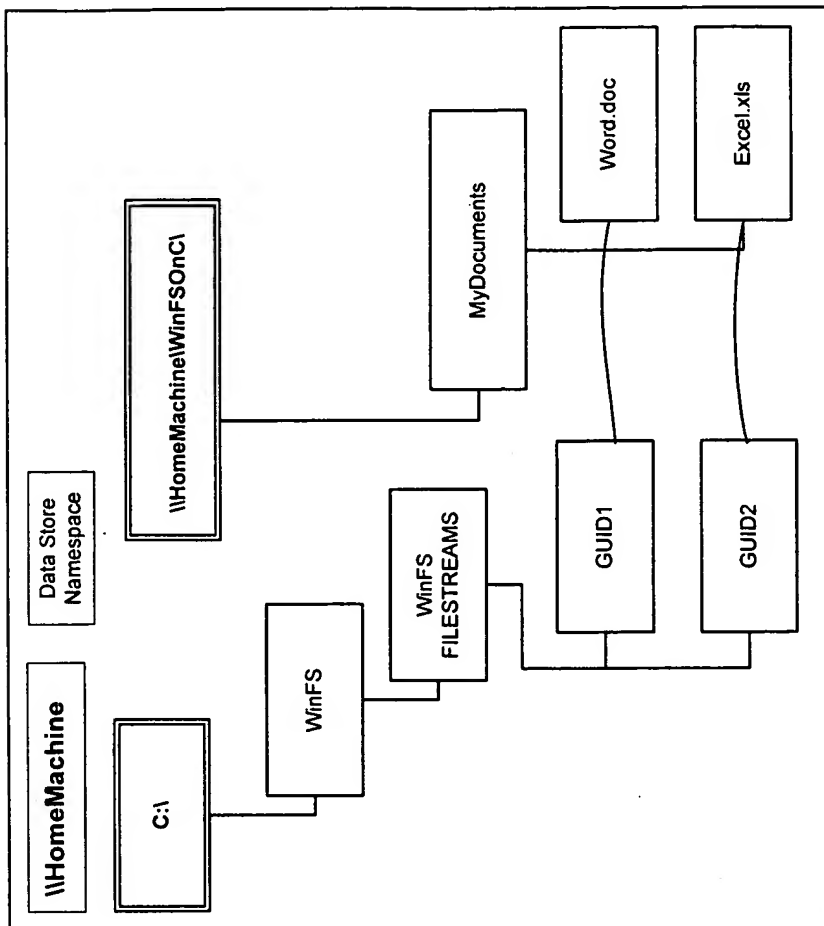 \\HomeMachine
Data Store
Namespace
C:\
\\HomeMachine\WinFSOnC\
WinFS
WinFS
FILESTREAMS
MyDocuments
GUID1
Word.doc
GUID2
Excel.xls